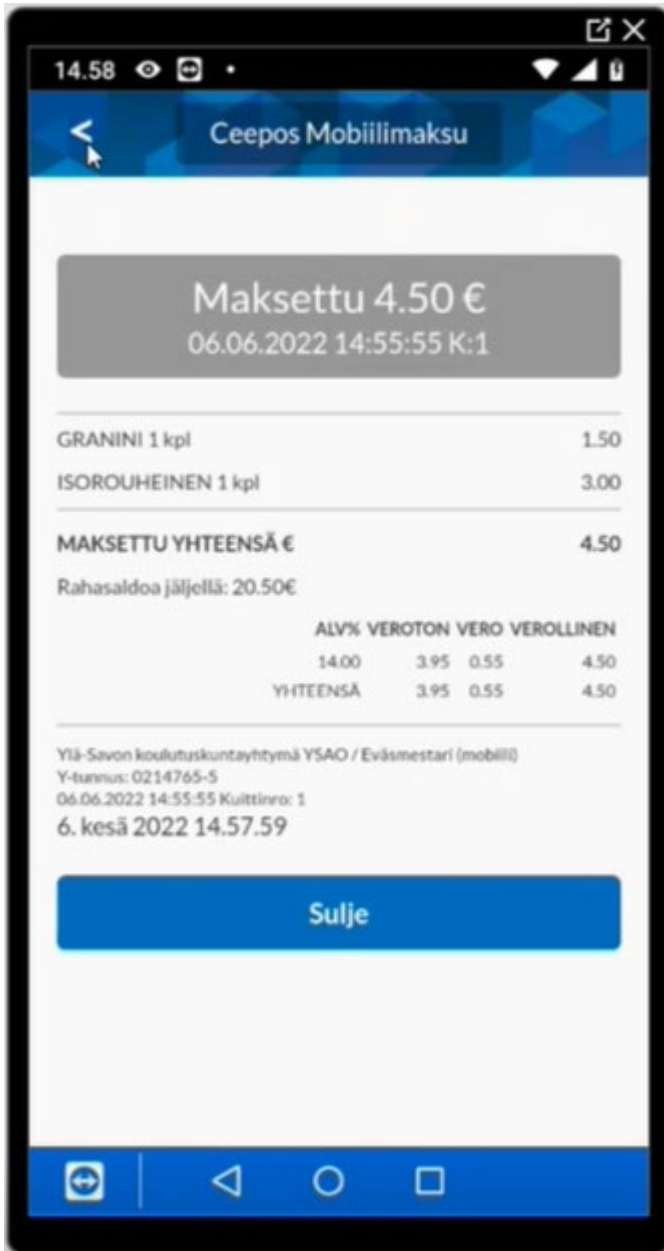 14.58
Ceepos Mobiilimaksu
Maksettu 4.50 €
06.06.2022 14:55:55 K:1
GRANINI 1 kpl 1.50
ISOROUHEINEN 1 kpl 3.00
MAKSETTU YHTEENSÄ € 4.50
Rahasaldoa jäljellä: 20.50€
ALV% VEROTON VERO VEROLLINEN
14.00 3.95 0.55 4.50
YHTEENSÄ 3.95 0.55 4.50
Ylä-Savon koulutuskuntayhtymä YSAO / Eväsmestari (mobiili)
Y-tunnus: 0214765-5
06.06.2022 14:55:55 Kuittinro: 1
6. kesä 2022 14.57.59
Sulje